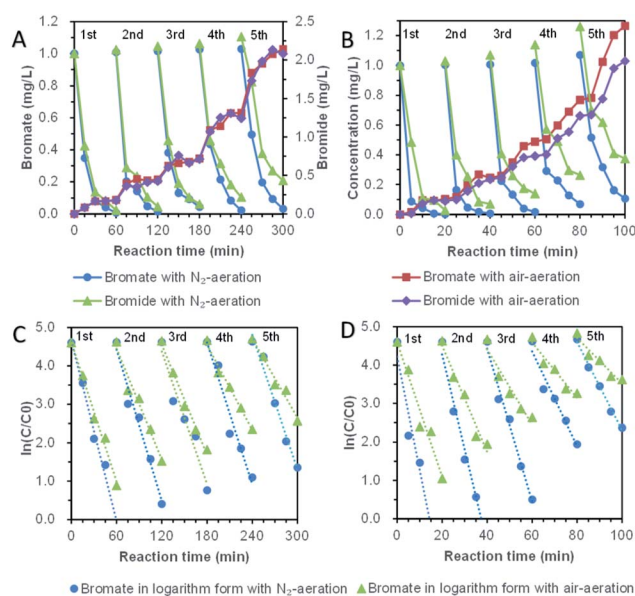 A
1st 2nd 3rd 4th 5th
Bromate (mg/L)
1.2
1.0
0.8
0.6
0.4
0.2
0.0
2.5
2.0
1.5
1.0
0.5
0.0
Bromide (mg/L)
0 60 120 180 240 300
Reaction time (min)
B
1st 2nd 3rd 4th 5th
Concentration (mg/L)
1.2
1.0
0.8
0.6
0.4
0.2
0.0
0 20 40 60 80 100
Reaction time (min)
Bromate with N₂-aeration
Bromide with N₂-aeration
Bromate with air-aeration
Bromide with air-aeration
C
1st 2nd 3rd 4th 5th
ln(C/C0)
5.0
4.0
3.0
2.0
1.0
0.0
0 60 120 180 240 300
Reaction time (min)
D
1st 2nd 3rd 4th 5th
ln(C/C0)
5.0
4.0
3.0
2.0
1.0
0.0
0 20 40 60 80 100
Reaction time (min)
Bromate in logarithm form with N₂-aeration
Bromate in logarithm form with air-aeration